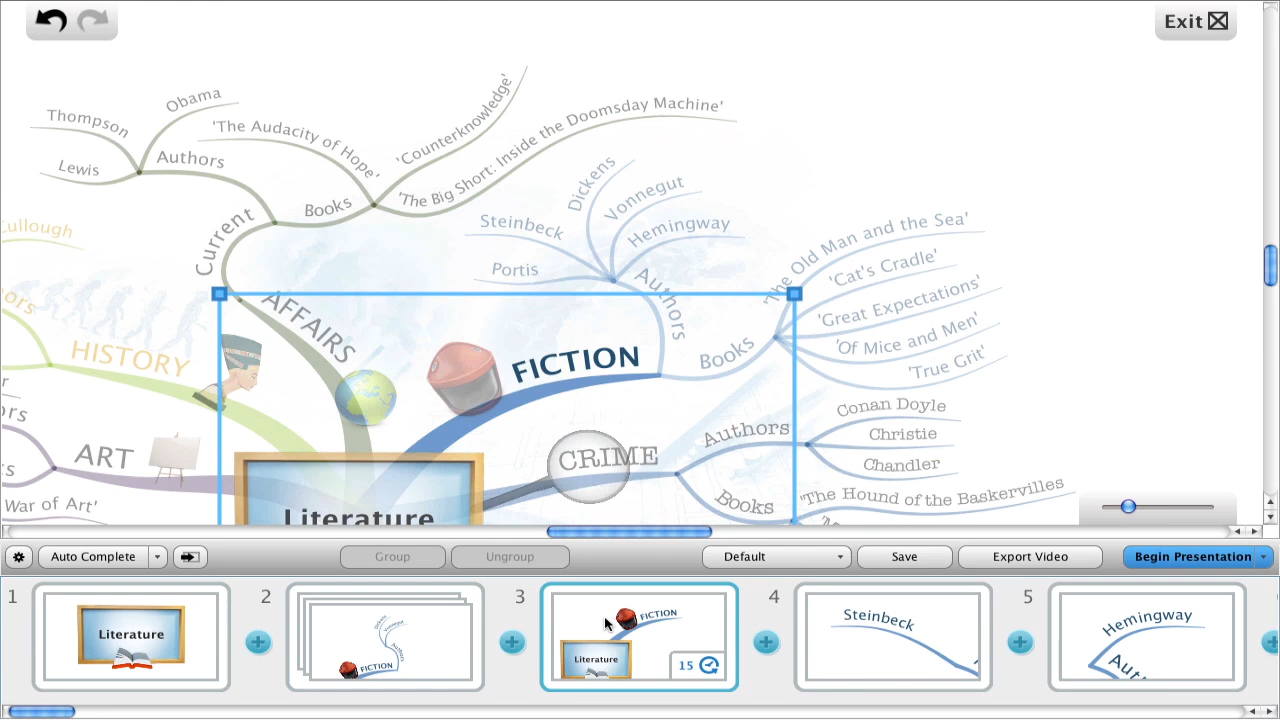 Exit
Obama
Thompson
'The Audacity of Hope'
'Counterknowledge'
'The Big Short: Inside the Doomsday Machine'
Lewis
Authors
Books
Current
Cullough
Dickens
Vonnegut
Steinbeck
Hemingway
Portis
Authors
'The Old Man and the Sea'
'Cat's Cradle'
'Great Expectations'
'Of Mice and Men'
'True Grit'
Books
AFFAIRS
HISTORY
FICTION
ART
CRIME
Authors
Conan Doyle
Christie
Chandler
Books
'The Hound of the Baskervilles
War of Art'
Literature
Auto Complete
Group
Ungroup
Default
Save
Export Video
Begin Presentation
1
Literature
2
FICTION
Authors
3
FICTION
Literature
15
4
Steinbeck
5
Hemingway
Aut